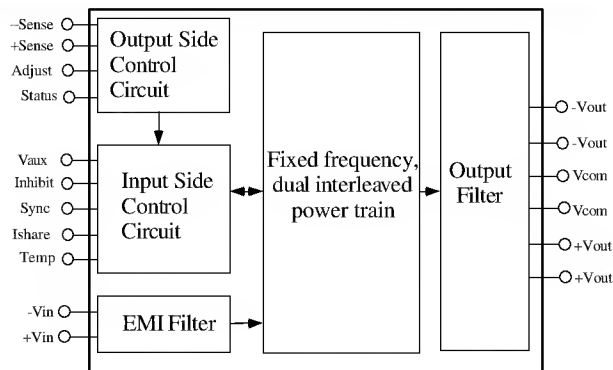 −Sense
+Sense
Adjust
Status
Output Side
Control
Circuit
Vaux
Inhibit
Sync
Ishare
Temp
Input Side
Control
Circuit
-Vin
+Vin
EMI Filter
Fixed frequency,
dual interleaved
power train
Output
Filter
-Vout
-Vout
Vcom
Vcom
+Vout
+Vout